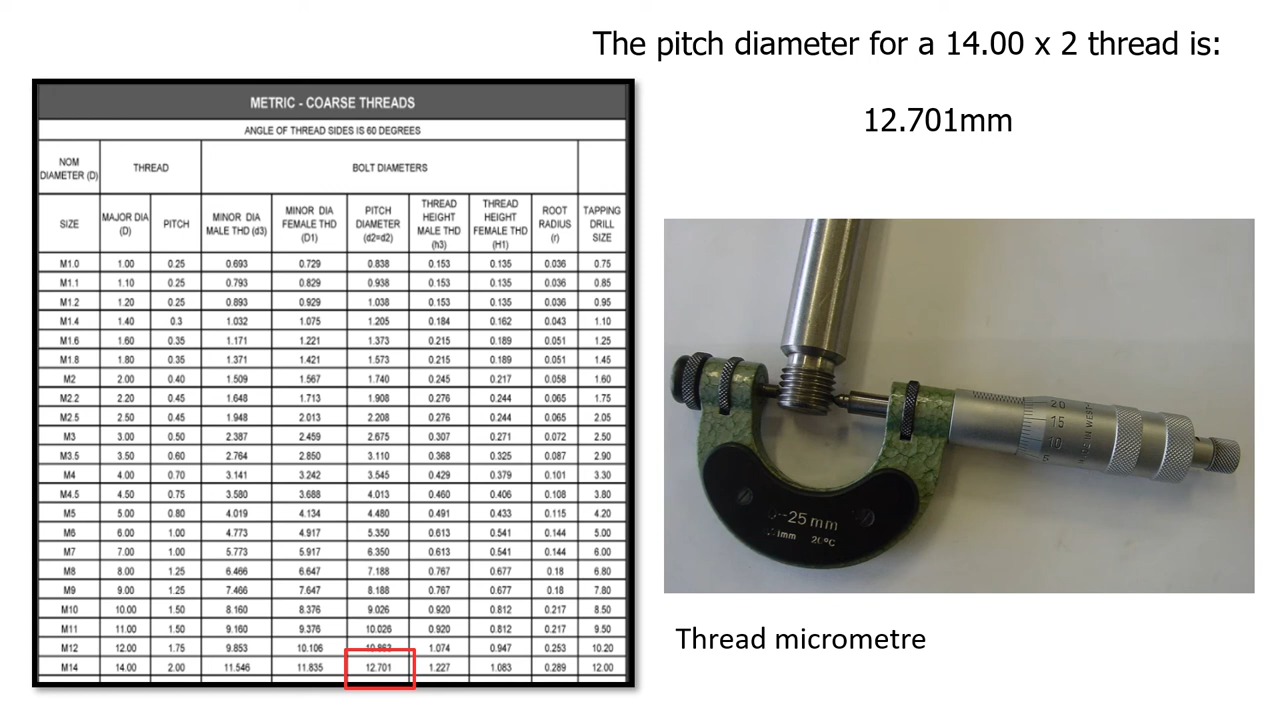 The pitch diameter for a 14.00 x 2 thread is:
12.701mm
METRIC - COARSE THREADS
ANGLE OF THREAD SIDES IS 60 DEGREES
NOM DIAMETER (D) THREAD BOLT DIAMETERS
SIZE MAJOR DIA (D) PITCH MINOR DIA MALE THD (d3) MINOR DIA FEMALE THD (D1) PITCH DIAMETER (d2=d2) THREAD HEIGHT MALE THD (h3) THREAD HEIGHT FEMALE THD (H1) ROOT RADIUS (r) TAPPING DRILL SIZE
M1.0 1.00 0.25 0.693 0.729 0.838 0.153 0.135 0.036 0.75
M1.1 1.10 0.25 0.793 0.829 0.938 0.153 0.135 0.036 0.85
M1.2 1.20 0.25 0.893 0.929 1.038 0.153 0.135 0.036 0.95
M1.4 1.40 0.3 1.032 1.075 1.205 0.184 0.162 0.043 1.10
M1.6 1.60 0.35 1.171 1.221 1.373 0.215 0.189 0.051 1.25
M1.8 1.80 0.35 1.371 1.421 1.573 0.215 0.189 0.051 1.45
M2 2.00 0.40 1.509 1.567 1.740 0.245 0.217 0.058 1.60
M2.2 2.20 0.45 1.648 1.713 1.908 0.276 0.244 0.065 1.75
M2.5 2.50 0.45 1.948 2.013 2.208 0.276 0.244 0.065 2.05
M3 3.00 0.50 2.387 2.459 2.675 0.307 0.271 0.072 2.50
M3.5 3.50 0.60 2.764 2.850 3.110 0.368 0.325 0.087 2.90
M4 4.00 0.70 3.141 3.242 3.545 0.429 0.379 0.101 3.30
M4.5 4.50 0.75 3.580 3.688 4.013 0.460 0.406 0.108 3.80
M5 5.00 0.80 4.019 4.134 4.480 0.491 0.433 0.115 4.20
M6 6.00 1.00 4.773 4.917 5.350 0.613 0.541 0.144 5.00
M7 7.00 1.00 5.773 5.917 6.350 0.613 0.541 0.144 6.00
M8 8.00 1.25 6.466 6.647 7.188 0.767 0.677 0.18 6.80
M9 9.00 1.25 7.466 7.647 8.188 0.767 0.677 0.18 7.80
M10 10.00 1.50 8.160 8.376 9.026 0.920 0.812 0.217 8.50
M11 11.00 1.50 9.160 9.376 10.026 0.920 0.812 0.217 9.50
M12 12.00 1.75 9.853 10.106 10.863 1.074 0.947 0.253 10.20
M14 14.00 2.00 11.546 11.835 12.701 1.227 1.083 0.289 12.00
20
15
10
5
25 mm
20°C
Thread micrometre